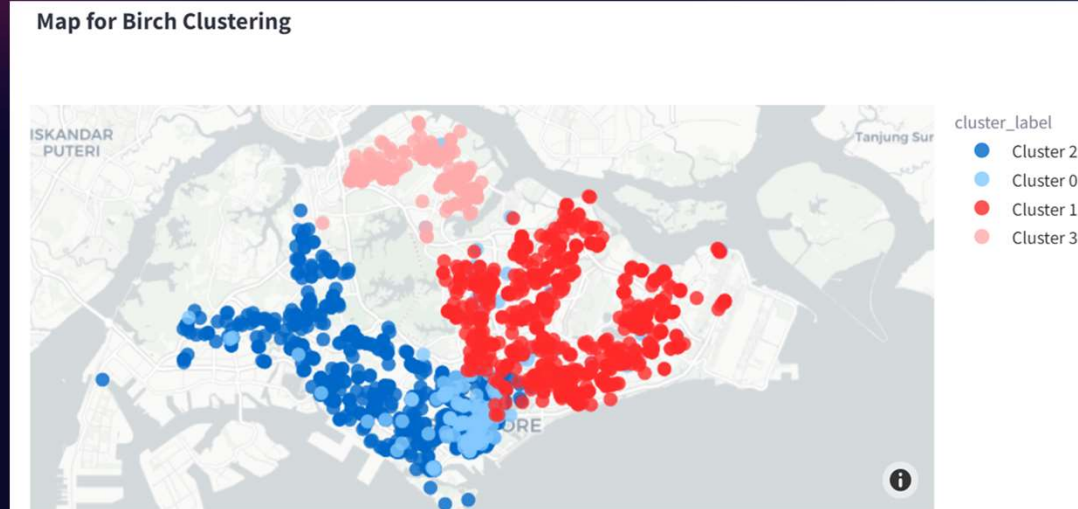 Map for Birch Clustering
ISKANDAR
PUTERI
Tanjung Sur
cluster_label
Cluster 2
Cluster 0
Cluster 1
Cluster 3
ORE